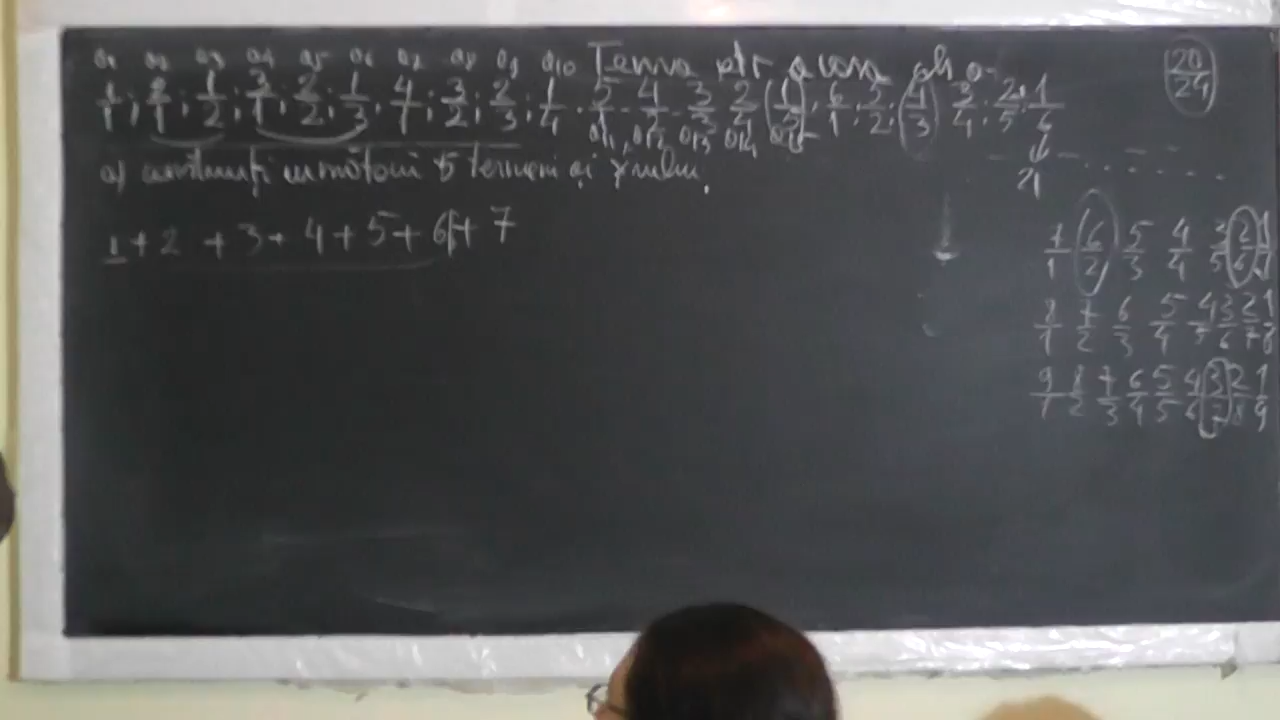 a1 a2 a3 a4 a5 a6 a7 a8 a9 a10 Tema ptr acasa 20/24
1/1 ; 2/1 ; 1/2 ; 3/1 ; 2/2 ; 1/3 ; 4/1 ; 3/2 ; 2/3 ; 1/4 ; 5/1 4/2 3/3 2/4 1/5 ; 6/1 ; 5/2 ; 4/3 3/4 ; 2/5 ; 1/6
a11, a12 a13 a14 a15
a) 5 termeni ai
21
1 + 2 + 3 + 4 + 5 + 6 + 7
7/1 6/2 5/3 4/4 3/5 2/6 1/7
8/1 7/2 6/3 5/4 4/5 3/6 2/7 1/8
9/1 8/2 7/3 6/4 5/5 4/6 3/7 2/8 1/9